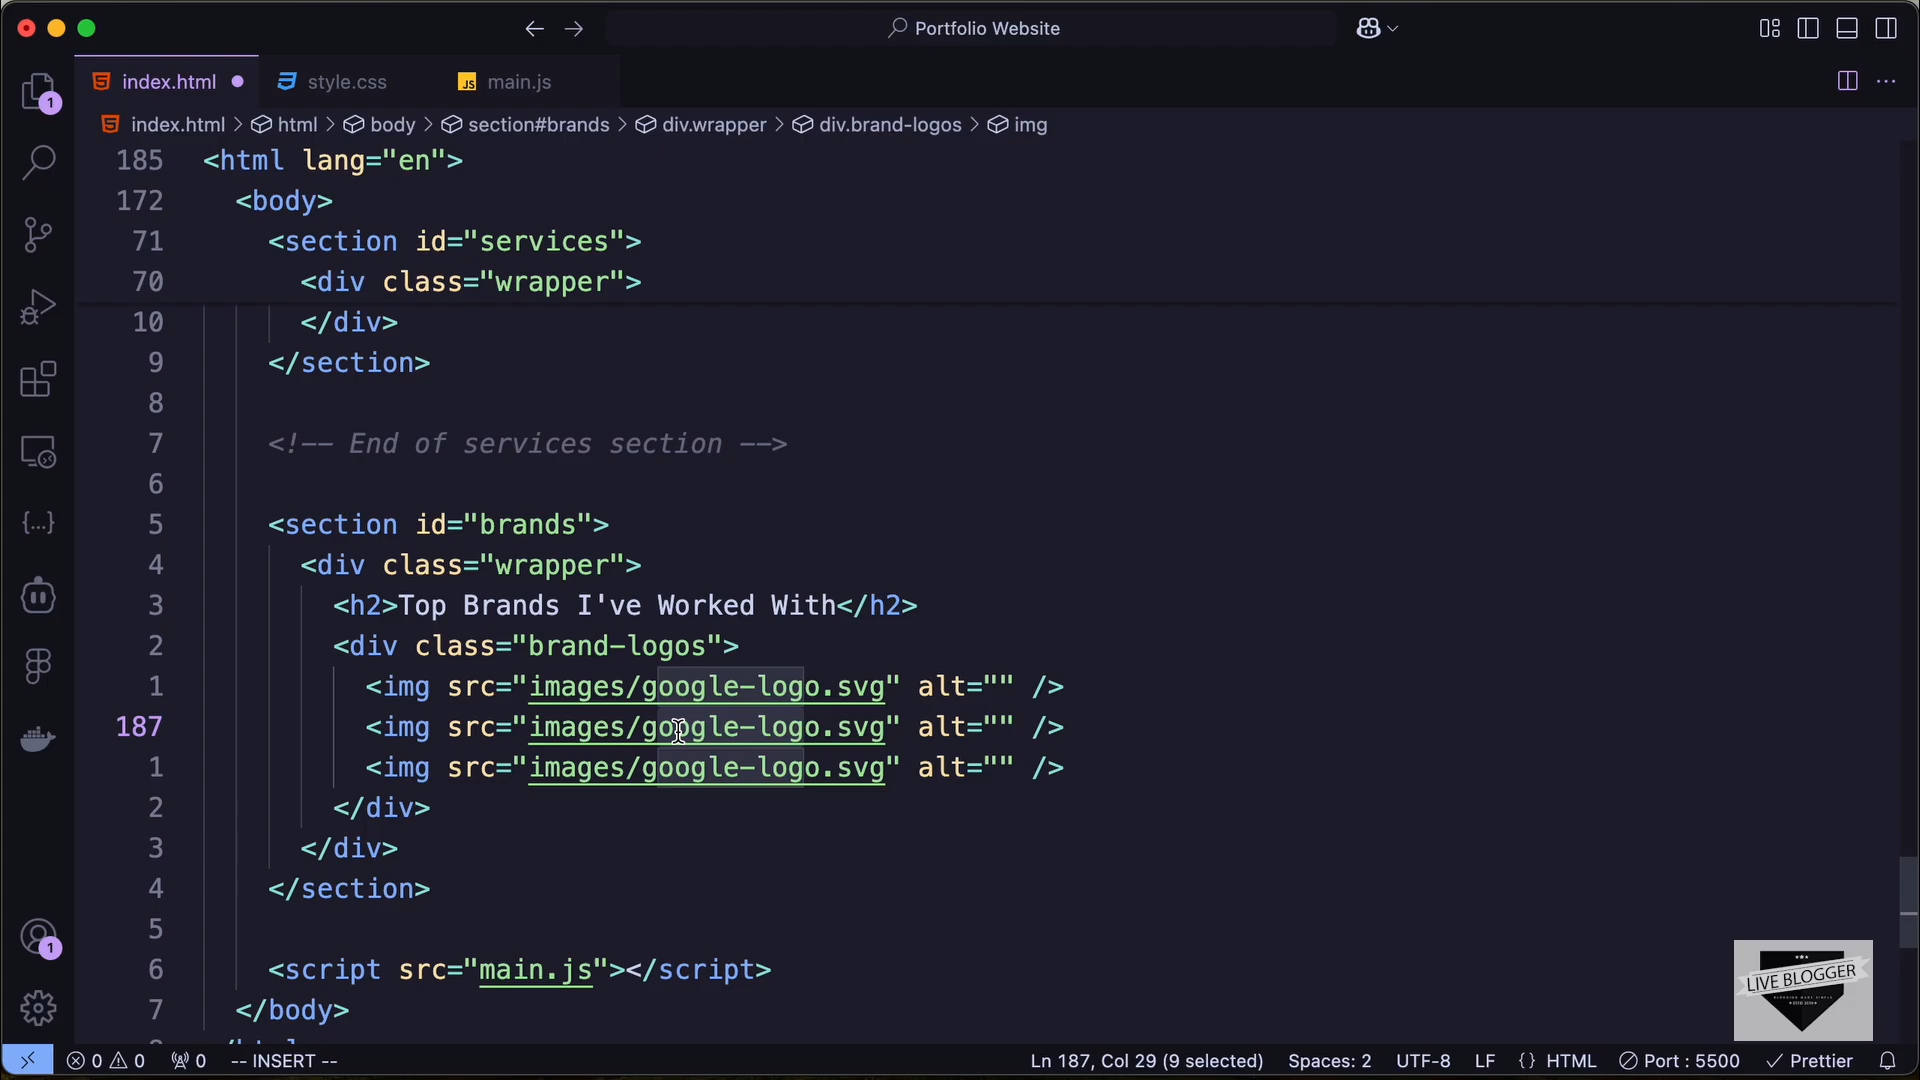 Portfolio Website
index.html style.css JS main.js
index.html > html > body > section#brands > div.wrapper > div.brand-logos > img
185 <html lang="en">
172 <body>
71 <section id="services">
70 <div class="wrapper">
10 </div>
9 </section>
8
7 <!-- End of services section -->
6
5 <section id="brands">
4 <div class="wrapper">
3 <h2>Top Brands I've Worked With</h2>
2 <div class="brand-logos">
1 <img src="images/google-logo.svg" alt="" />
187 <img src="images/google-logo.svg" alt="" />
1 <img src="images/google-logo.svg" alt="" />
2 </div>
3 </div>
4 </section>
5
6 <script src="main.js"></script>
7 </body>
1
1
LIVE BLOGGER
0 0 0 -- INSERT -- Ln 187, Col 29 (9 selected) Spaces: 2 UTF-8 LF {} HTML Port : 5500 Prettier